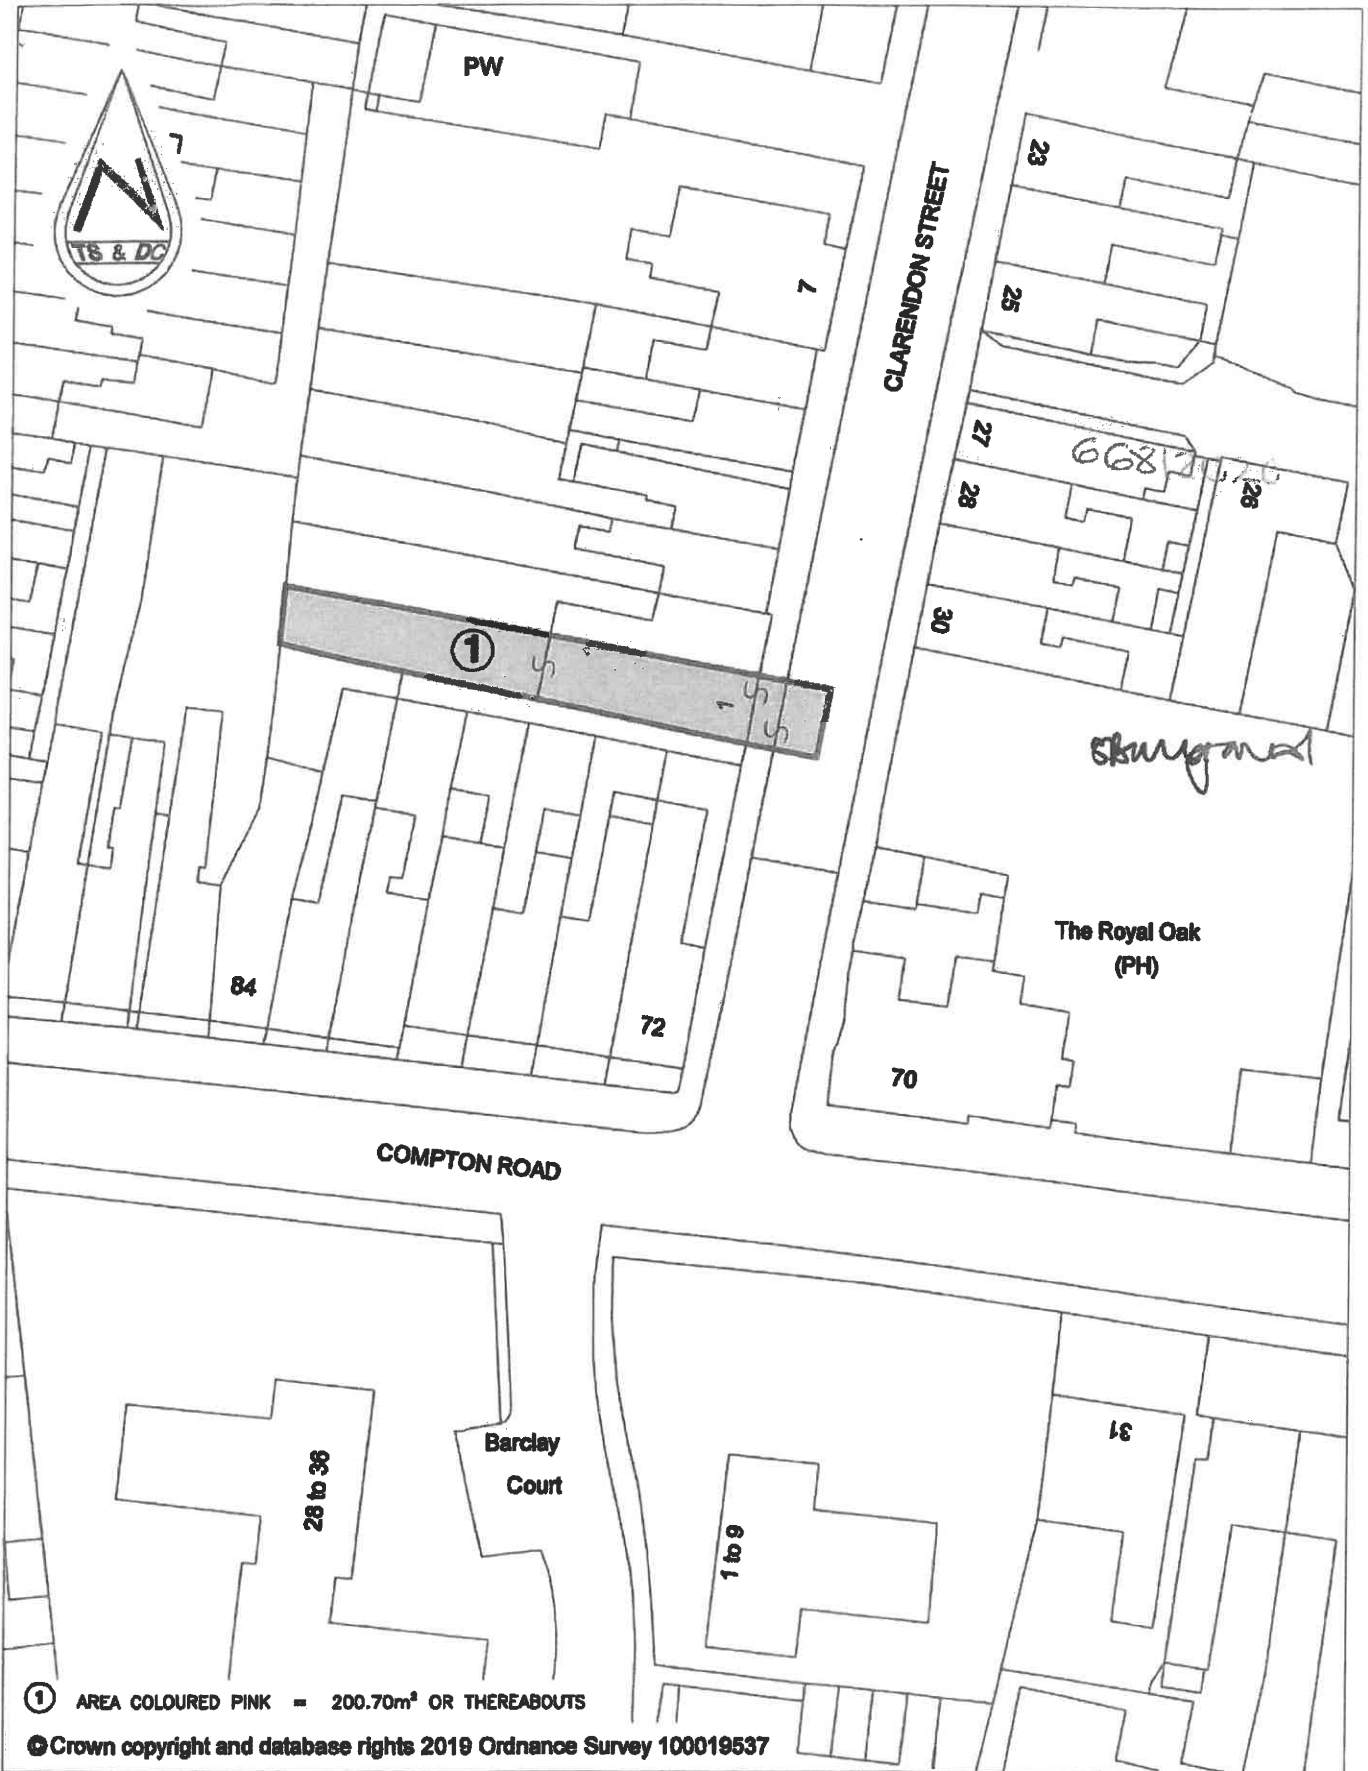 PW
7
N
TS & DC
CLARENDON STREET
23
25
7
27
28
26
30
1
1
The Royal Oak
(PH)
84
72
70
COMPTON ROAD
31
Barclay
Court
28 to 36
1 to 9
1 AREA COLOURED PINK = 200.70m² OR THEREABOUTS
©Crown copyright and database rights 2019 Ordnance Survey 100019537